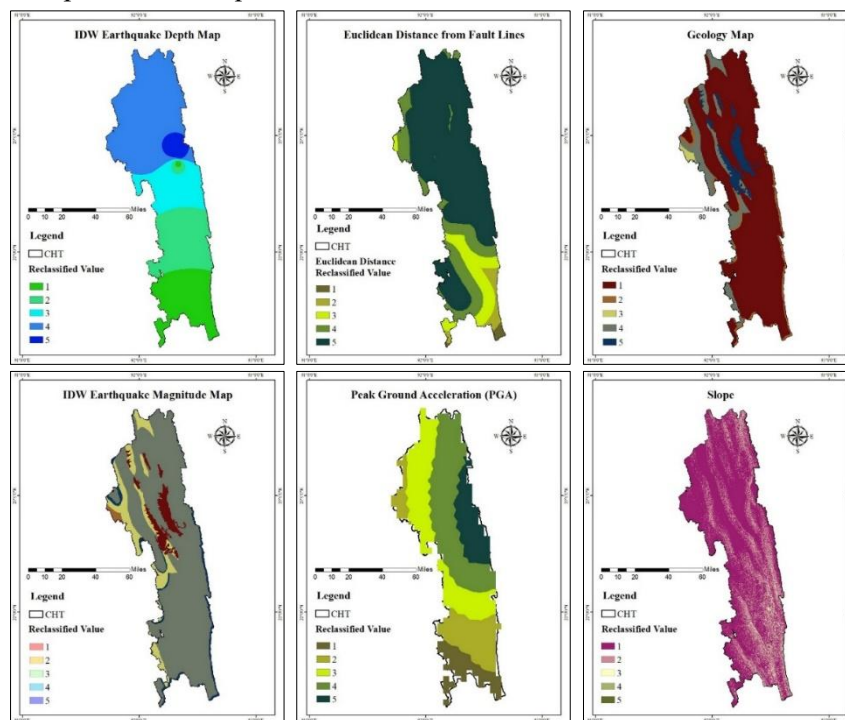 IDW Earthquake Depth Map
N
W
E
S
0 10 20 40 60 Miles
Legend
CHT
Reclassified Value
1
2
3
4
5
Euclidean Distance from Fault Lines
N
W
E
S
0 10 20 40 60 Miles
Legend
CHT
Euclidean Distance
Reclassified Value
1
2
3
4
5
Geology Map
N
W
E
S
0 10 20 40 60 Miles
Legend
CHT
Reclassified Value
1
2
3
4
5
IDW Earthquake Magnitude Map
N
W
E
S
0 10 20 40 60 Miles
Legend
CHT
Reclassified Value
1
2
3
4
5
Peak Ground Accleration (PGA)
N
W
E
S
0 10 20 40 60 Miles
Legend
CHT
Reclassified Value
1
2
3
4
5
Slope
N
W
E
S
0 10 20 40 60 Miles
Legend
CHT
Reclassified Value
1
2
3
4
5